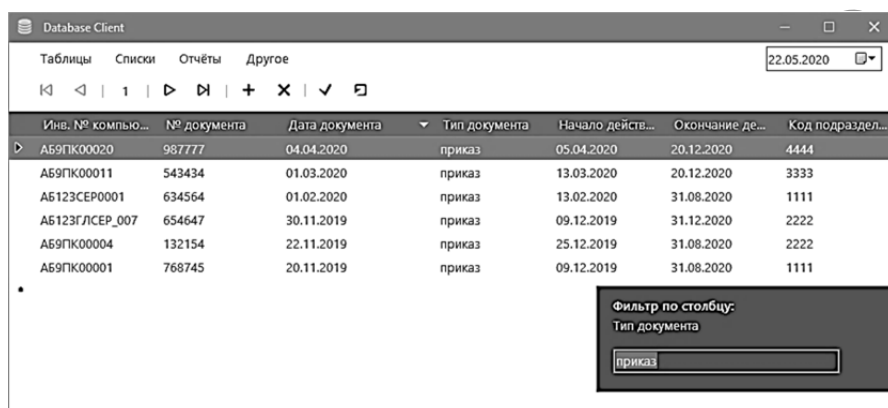 Database Client
Таблицы Списки Отчёты Другое 22.05.2020
1
Инв. № компью... № документа Дата документа Тип документа Начало действ... Окончание де... Код подраздел...
АБ9ПК00020 987777 04.04.2020 приказ 05.04.2020 20.12.2020 4444
АБ9ПК00011 543434 01.03.2020 приказ 13.03.2020 20.12.2020 3333
АБ123СЕР0001 634564 01.02.2020 приказ 13.02.2020 31.08.2020 1111
АБ123ГЛСЕР_007 654647 30.11.2019 приказ 09.12.2019 31.12.2020 2222
АБ9ПК00004 132154 22.11.2019 приказ 25.12.2019 31.08.2020 2222
АБ9ПК00001 768745 20.11.2019 приказ 09.12.2019 31.08.2020 1111
Фильтр по столбцу:
Тип документа
приказ